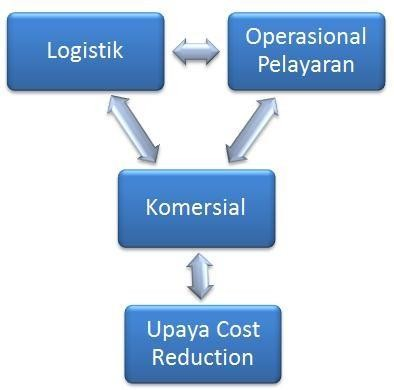 Logistik
Operasional
Pelayaran
Komersial
Upaya Cost
Reduction